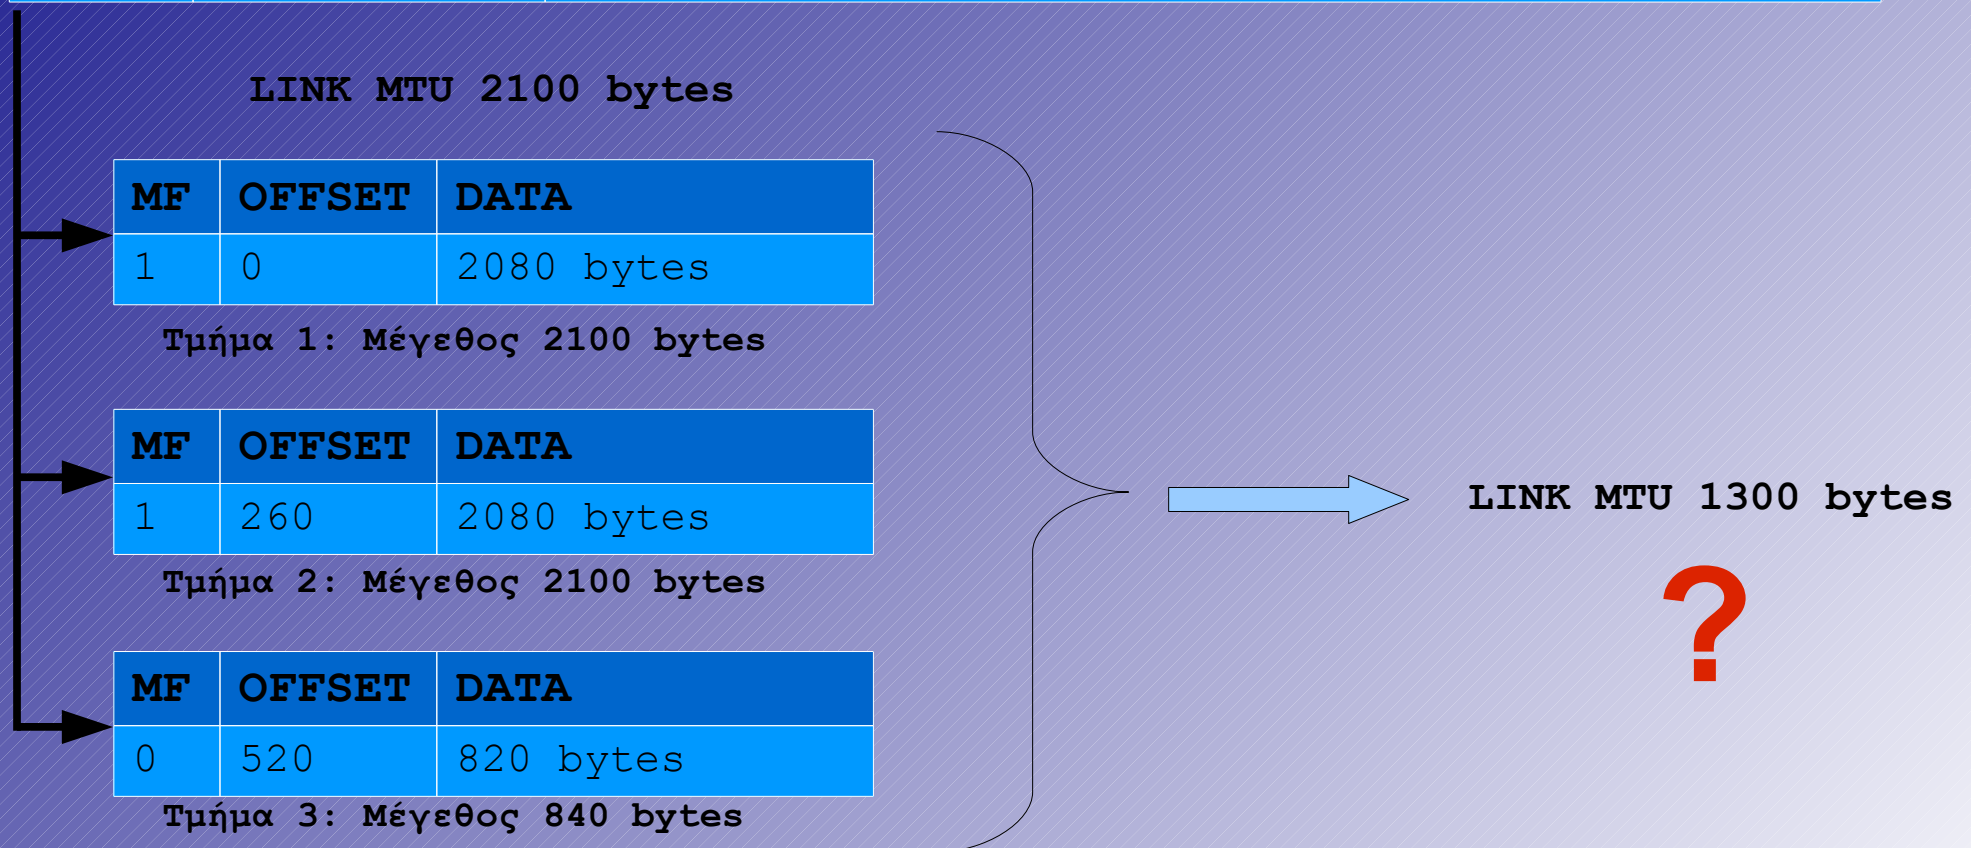 LINK MTU 2100 bytes
MF OFFSET DATA
1 0 2080 bytes
Τμήμα 1: Μέγεθος 2100 bytes
MF OFFSET DATA
1 260 2080 bytes
Τμήμα 2: Μέγεθος 2100 bytes
LINK MTU 1300 bytes
?
MF OFFSET DATA
0 520 820 bytes
Τμήμα 3: Μέγεθος 840 bytes